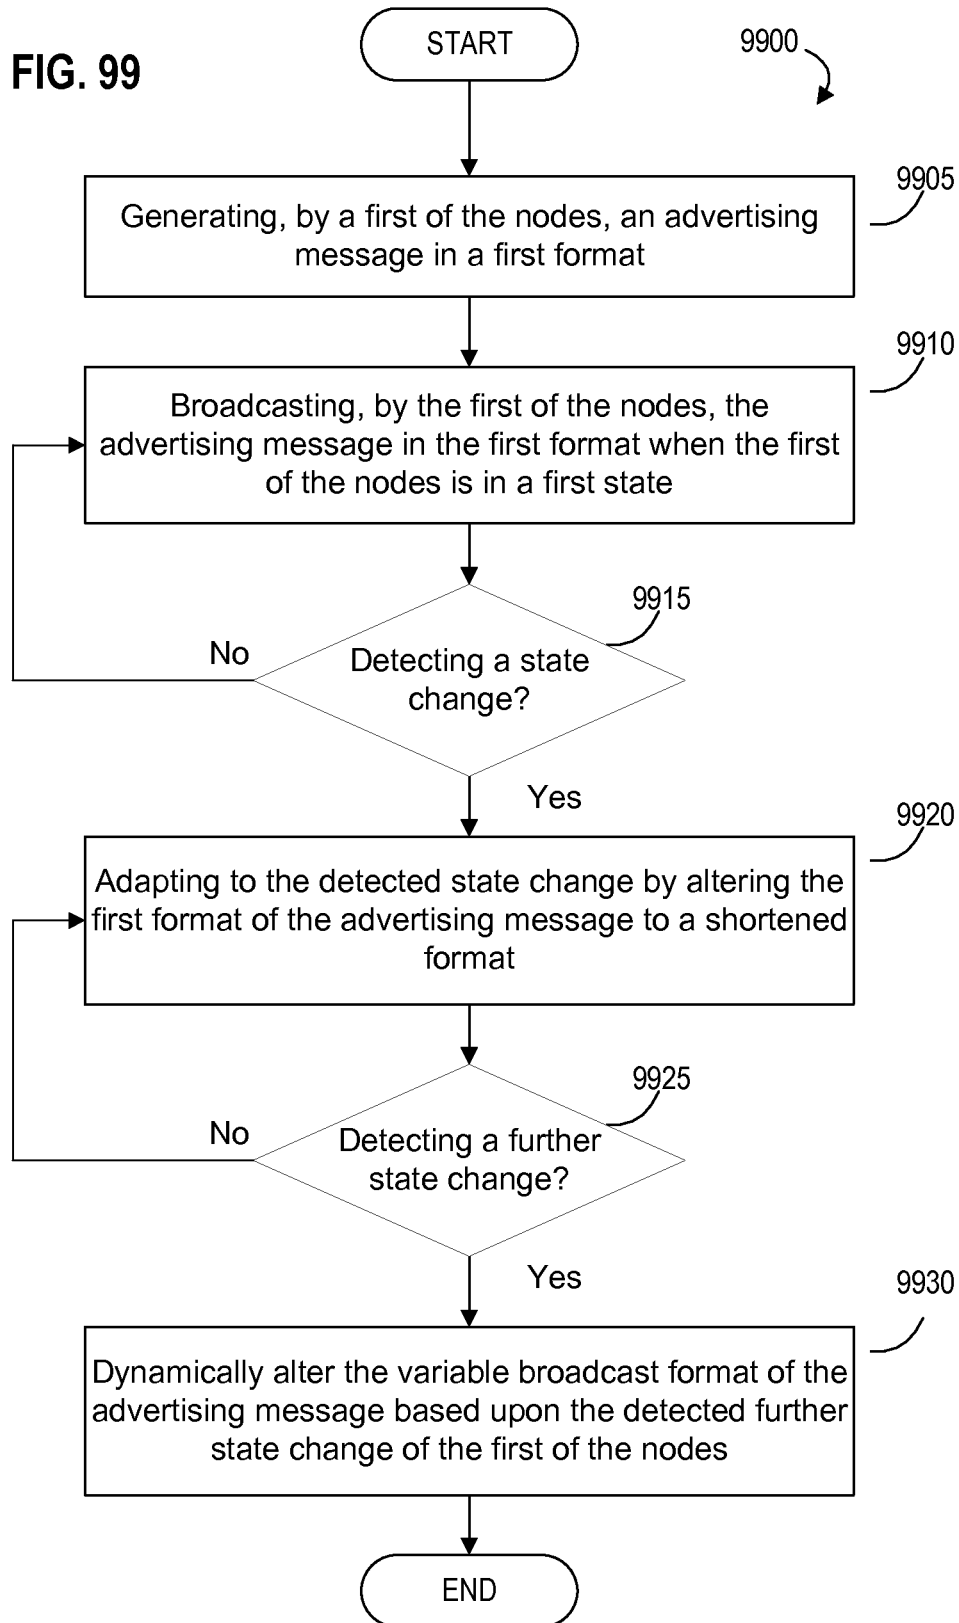 START
9900
FIG. 99
9905
Generating, by a first of the nodes, an advertising
message in a first format
9910
Broadcasting, by the first of the nodes, the
advertising message in the first format when the first
of the nodes is in a first state
9915
No
Detecting a state
change?
Yes
9920
Adapting to the detected state change by altering the
first format of the advertising message to a shortened
format
9925
No
Detecting a further
state change?
Yes
9930
Dynamically alter the variable broadcast format of the
advertising message based upon the detected further
state change of the first of the nodes
END